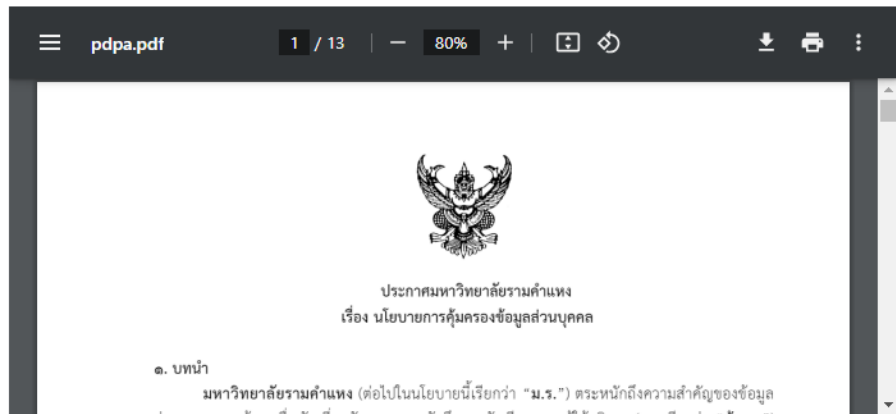 pdpa.pdf 1 / 13 80%
ประกาศมหาวิทยาลัยรามคำแหง
เรื่อง นโยบายการคุ้มครองข้อมูลส่วนบุคคล
๑. บทนำ
มหาวิทยาลัยรามคำแหง (ต่อไปในนโยบายนี้เรียกว่า "ม.ร.") ตระหนักถึงความสำคัญของข้อมูล